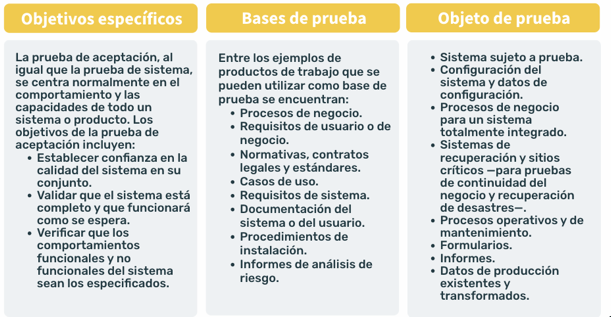 Objetivos específicos
La prueba de aceptación, al
igual que la prueba de sistema,
se centra normalmente en el
comportamiento y las
capacidades de todo un
sistema o producto. Los
objetivos de la prueba de
aceptación incluyen:
• Establecer confianza en la
calidad del sistema en su
conjunto.
• Validar que el sistema está
completo y que funcionará
como se espera.
• Verificar que los
comportamientos
funcionales y no
funcionales del sistema
sean los especificados.
Bases de prueba
Entre los ejemplos de
productos de trabajo que se
pueden utilizar como base de
prueba se encuentran:
• Procesos de negocio.
• Requisitos de usuario o de
negocio.
• Normativas, contratos
legales y estándares.
• Casos de uso.
• Requisitos de sistema.
• Documentación del
sistema o del usuario.
• Procedimientos de
instalación.
• Informes de análisis de
riesgo.
Objeto de prueba
• Sistema sujeto a prueba.
• Configuración del
sistema y datos de
configuración.
• Procesos de negocio
para un sistema
totalmente integrado.
• Sistemas de
recuperación y sitios
críticos —para pruebas
de continuidad del
negocio y recuperación
de desastres—.
• Procesos operativos y de
mantenimiento.
• Formularios.
• Informes.
• Datos de producción
existentes y
transformados.